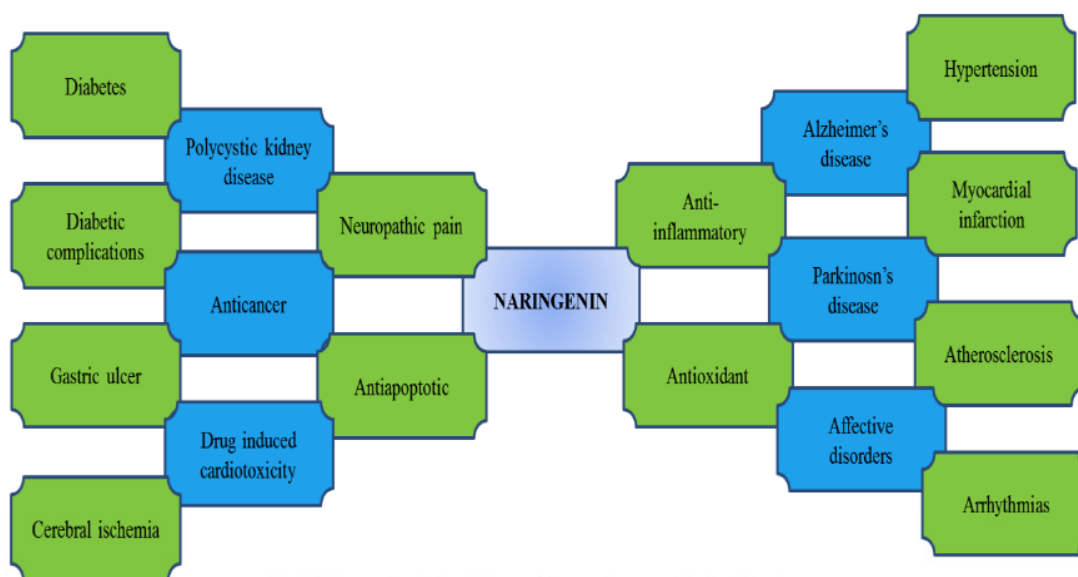 Diabetes
Polycystic kidney
disease
Diabetic
complications
Neuropathic pain
Anticancer
Gastric ulcer
Antiapoptotic
Drug induced
cardiotoxicity
Cerebral ischemia
NARINGENIN
Hypertension
Alzheimer's
disease
Anti-
inflammatory
Myocardial
infarction
Parkinosn's
disease
Antioxidant
Atherosclerosis
Affective
disorders
Arrhythmias